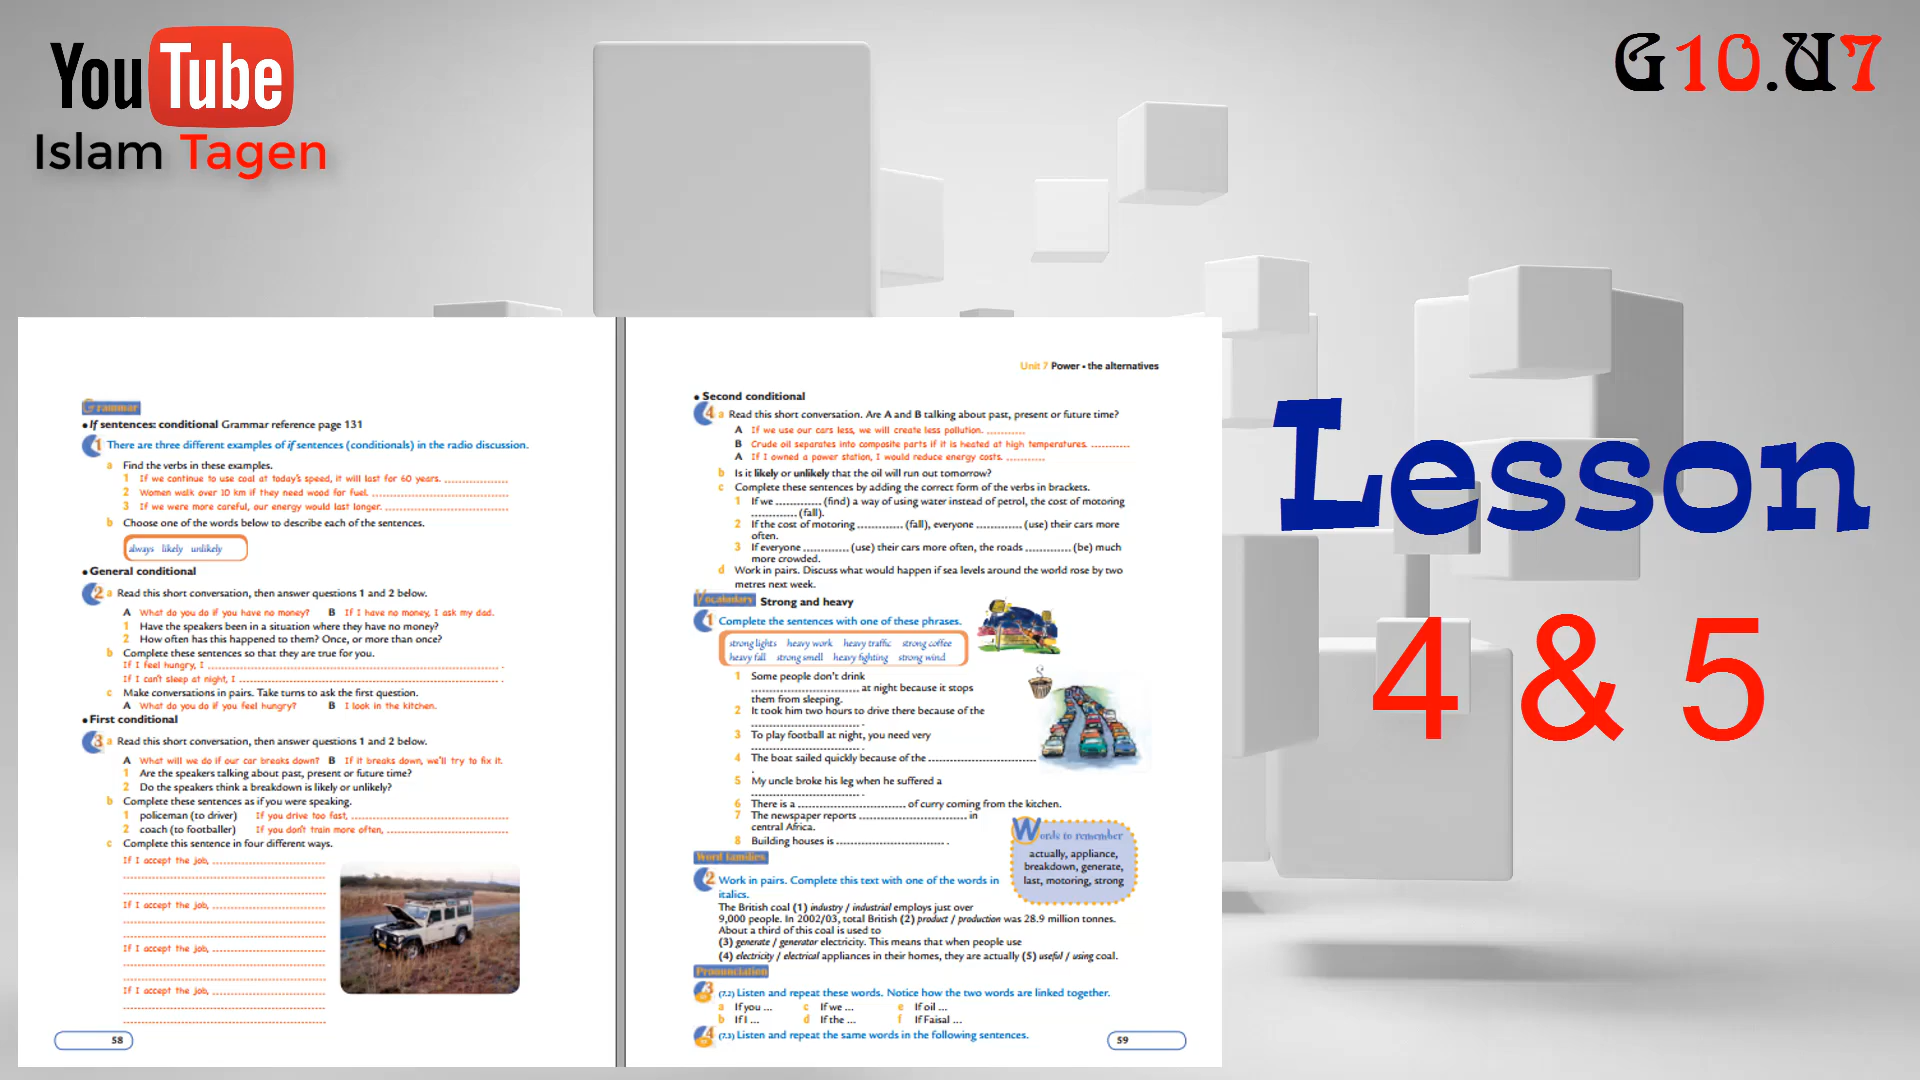 YouTube
Islam Tagen
G10.U7
Lesson
4 & 5
Grammar
• If sentences: conditional Grammar reference page 131
1 There are three different examples of if sentences (conditionals) in the radio discussion.
a Find the verbs in these examples.
1 If we continue to use coal at today's speed, it will last for 60 years. ....................
2 Women walk over 10 km if they need wood for fuel. ....................
3 If we were more careful, our energy would last longer. ....................
b Choose one of the words below to describe each of the sentences.
always likely unlikely
• General conditional
2 a Read this short conversation, then answer questions 1 and 2 below.
A What do you do if you have no money? B If I have no money, I ask my dad.
1 Have the speakers been in a situation where they have no money?
2 How often has this happened to them? Once, or more than once?
b Complete these sentences so that they are true for you.
If I feel hungry, I .................... .
If I can't sleep at night, I .................... .
c Make conversations in pairs. Take turns to ask the first question.
A What do you do if you feel hungry? B I look in the kitchen.
• First conditional
3 a Read this short conversation, then answer questions 1 and 2 below.
A What will we do if our car breaks down? B If it breaks down, we'll try to fix it.
1 Are the speakers talking about past, present or future time?
2 Do the speakers think a breakdown is likely or unlikely?
b Complete these sentences as if you were speaking.
1 policeman (to driver) If you drive too fast, ....................
2 coach (to footballer) If you don't train more often, ....................
c Complete this sentence in four different ways.
If I accept the job, ....................
If I accept the job, ....................
If I accept the job, ....................
If I accept the job, ....................
58
Unit 7 Power • the alternatives
• Second conditional
4 a Read this short conversation. Are A and B talking about past, present or future time?
A If we use our cars less, we will create less pollution. ..........
B Crude oil separates into composite parts if it is heated at high temperatures. ..........
A If I owned a power station, I would reduce energy costs. ..........
b Is it likely or unlikely that the oil will run out tomorrow?
c Complete these sentences by adding the correct form of the verbs in brackets.
1 If we ............ (find) a way of using water instead of petrol, the cost of motoring
............ (fall).
2 If the cost of motoring ............ (fall), everyone ............ (use) their cars more
often.
3 If everyone ............ (use) their cars more often, the roads ............ (be) much
more crowded.
d Work in pairs. Discuss what would happen if sea levels around the world rose by two
metres next week.
Vocabulary Strong and heavy
1 Complete the sentences with one of these phrases.
strong lights heavy work heavy traffic strong coffee
heavy fall strong smell heavy fighting strong wind
1 Some people don't drink
.................... at night because it stops
them from sleeping.
2 It took him two hours to drive there because of the
.................... .
3 To play football at night, you need very
.................... .
4 The boat sailed quickly because of the ....................
.
5 My uncle broke his leg when he suffered a
.................... .
6 There is a .................... of curry coming from the kitchen.
7 The newspaper reports .................... in
central Africa.
8 Building houses is .................... .
Words to remember
actually, appliance,
breakdown, generate,
last, motoring, strong
Word families
2 Work in pairs. Complete this text with one of the words in
italics.
The British coal (1) industry / industrial employs just over
9,000 people. In 2002/03, total British (2) product / production was 28.9 million tonnes.
About a third of this coal is used to
(3) generate / generator electricity. This means that when people use
(4) electricity / electrical appliances in their homes, they are actually (5) useful / using coal.
Pronunciation
3 (7.2) Listen and repeat these words. Notice how the two words are linked together.
a If you ... c If we ... e If oil ...
b If I ... d If the ... f If Faisal ...
4 (7.3) Listen and repeat the same words in the following sentences.
59